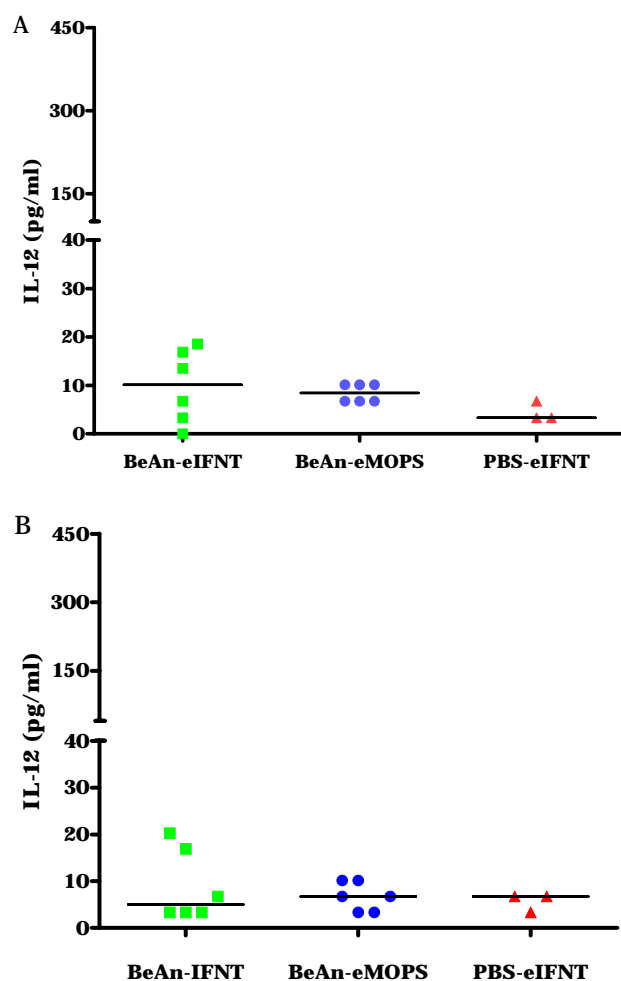 A
450
300
150
40
30
20
10
0
IL-12 (pg/ml)
BeAn-eIFNT BeAn-eMOPS PBS-eIFNT
B
450
300
150
40
30
20
10
0
IL-12 (pg/ml)
BeAn-IFNT BeAn-eMOPS PBS-eIFNT